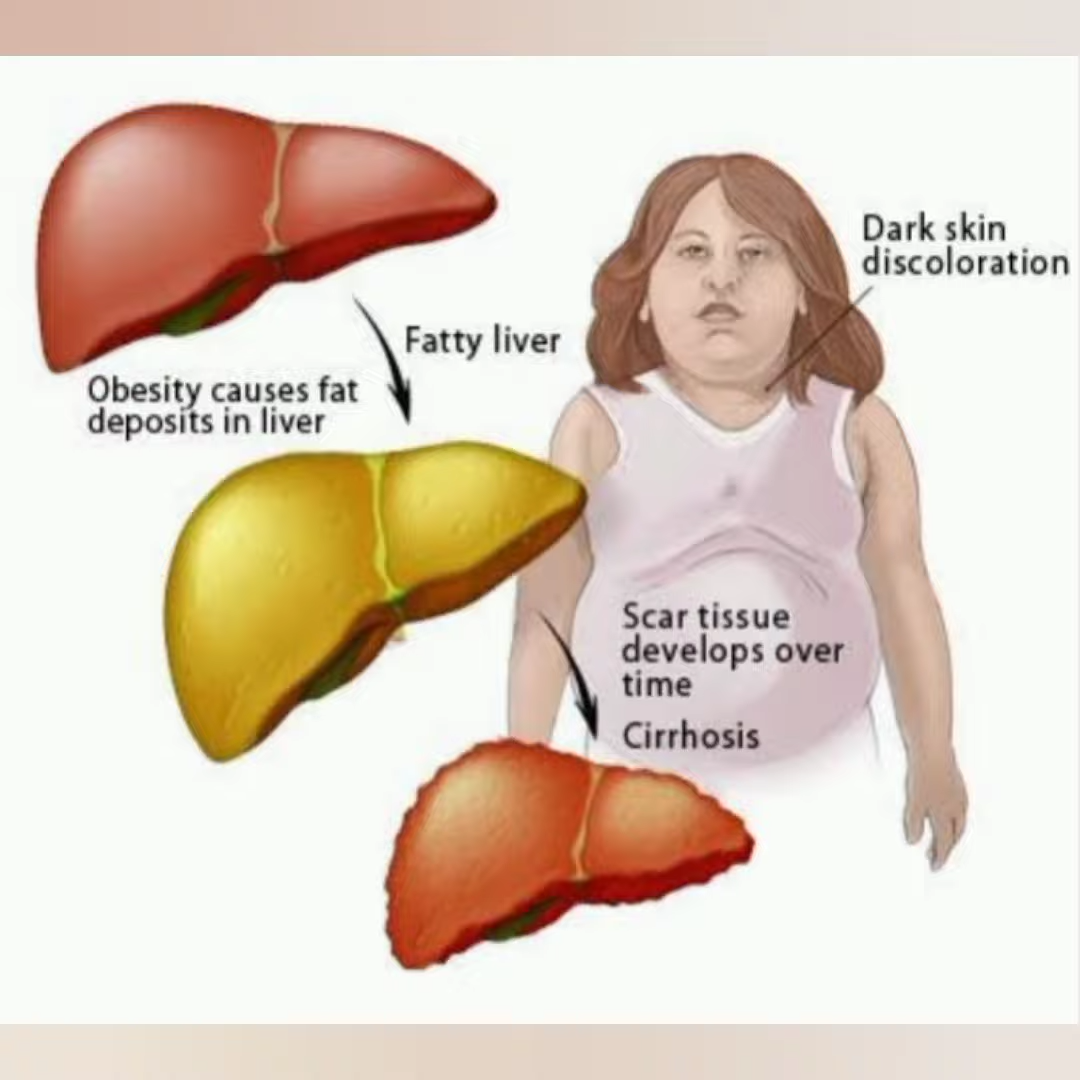 Dark skin
discoloration
Fatty liver
Obesity causes fat
deposits in liver
Scar tissue
develops over
time
Cirrhosis